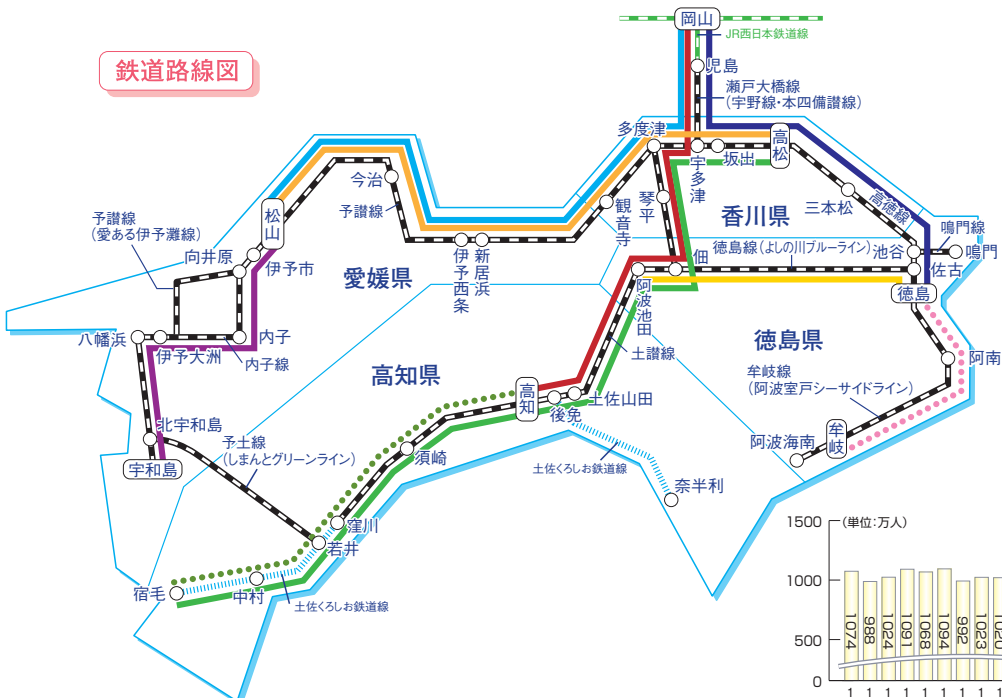 鉄道路線図
岡山
JR西日本鉄道線
児島
瀬戸大橋線
(宇野線・本四備讃線)
多度津
高松
宇多津
坂出
今治
予讃線
松山
予讃線
(愛ある伊予灘線)
向井原
伊予市
観音寺
琴平
香川県
三本松
高徳線
鳴門線
池谷
鳴門
徳島線(よしの川ブルーライン)
佃
佐古
徳島
愛媛県
伊予西条
新居浜
阿波池田
八幡浜
伊予大洲
内子
内子線
土讃線
徳島県
阿南
牟岐線
(阿波室戸シーサイドライン)
高知県
高知
後免
土佐山田
牟岐
阿波海南
北宇和島
宇和島
予土線
(しまんとグリーンライン)
須崎
土佐くろしお鉄道線
奈半利
窪川
若井
宿毛
中村
土佐くろしお鉄道線
(単位:万人)
1500
1000
500
0
1074
988
1024
1091
1068
1094
992
1023
1020
1 1 1 1 1 1 1 1 1